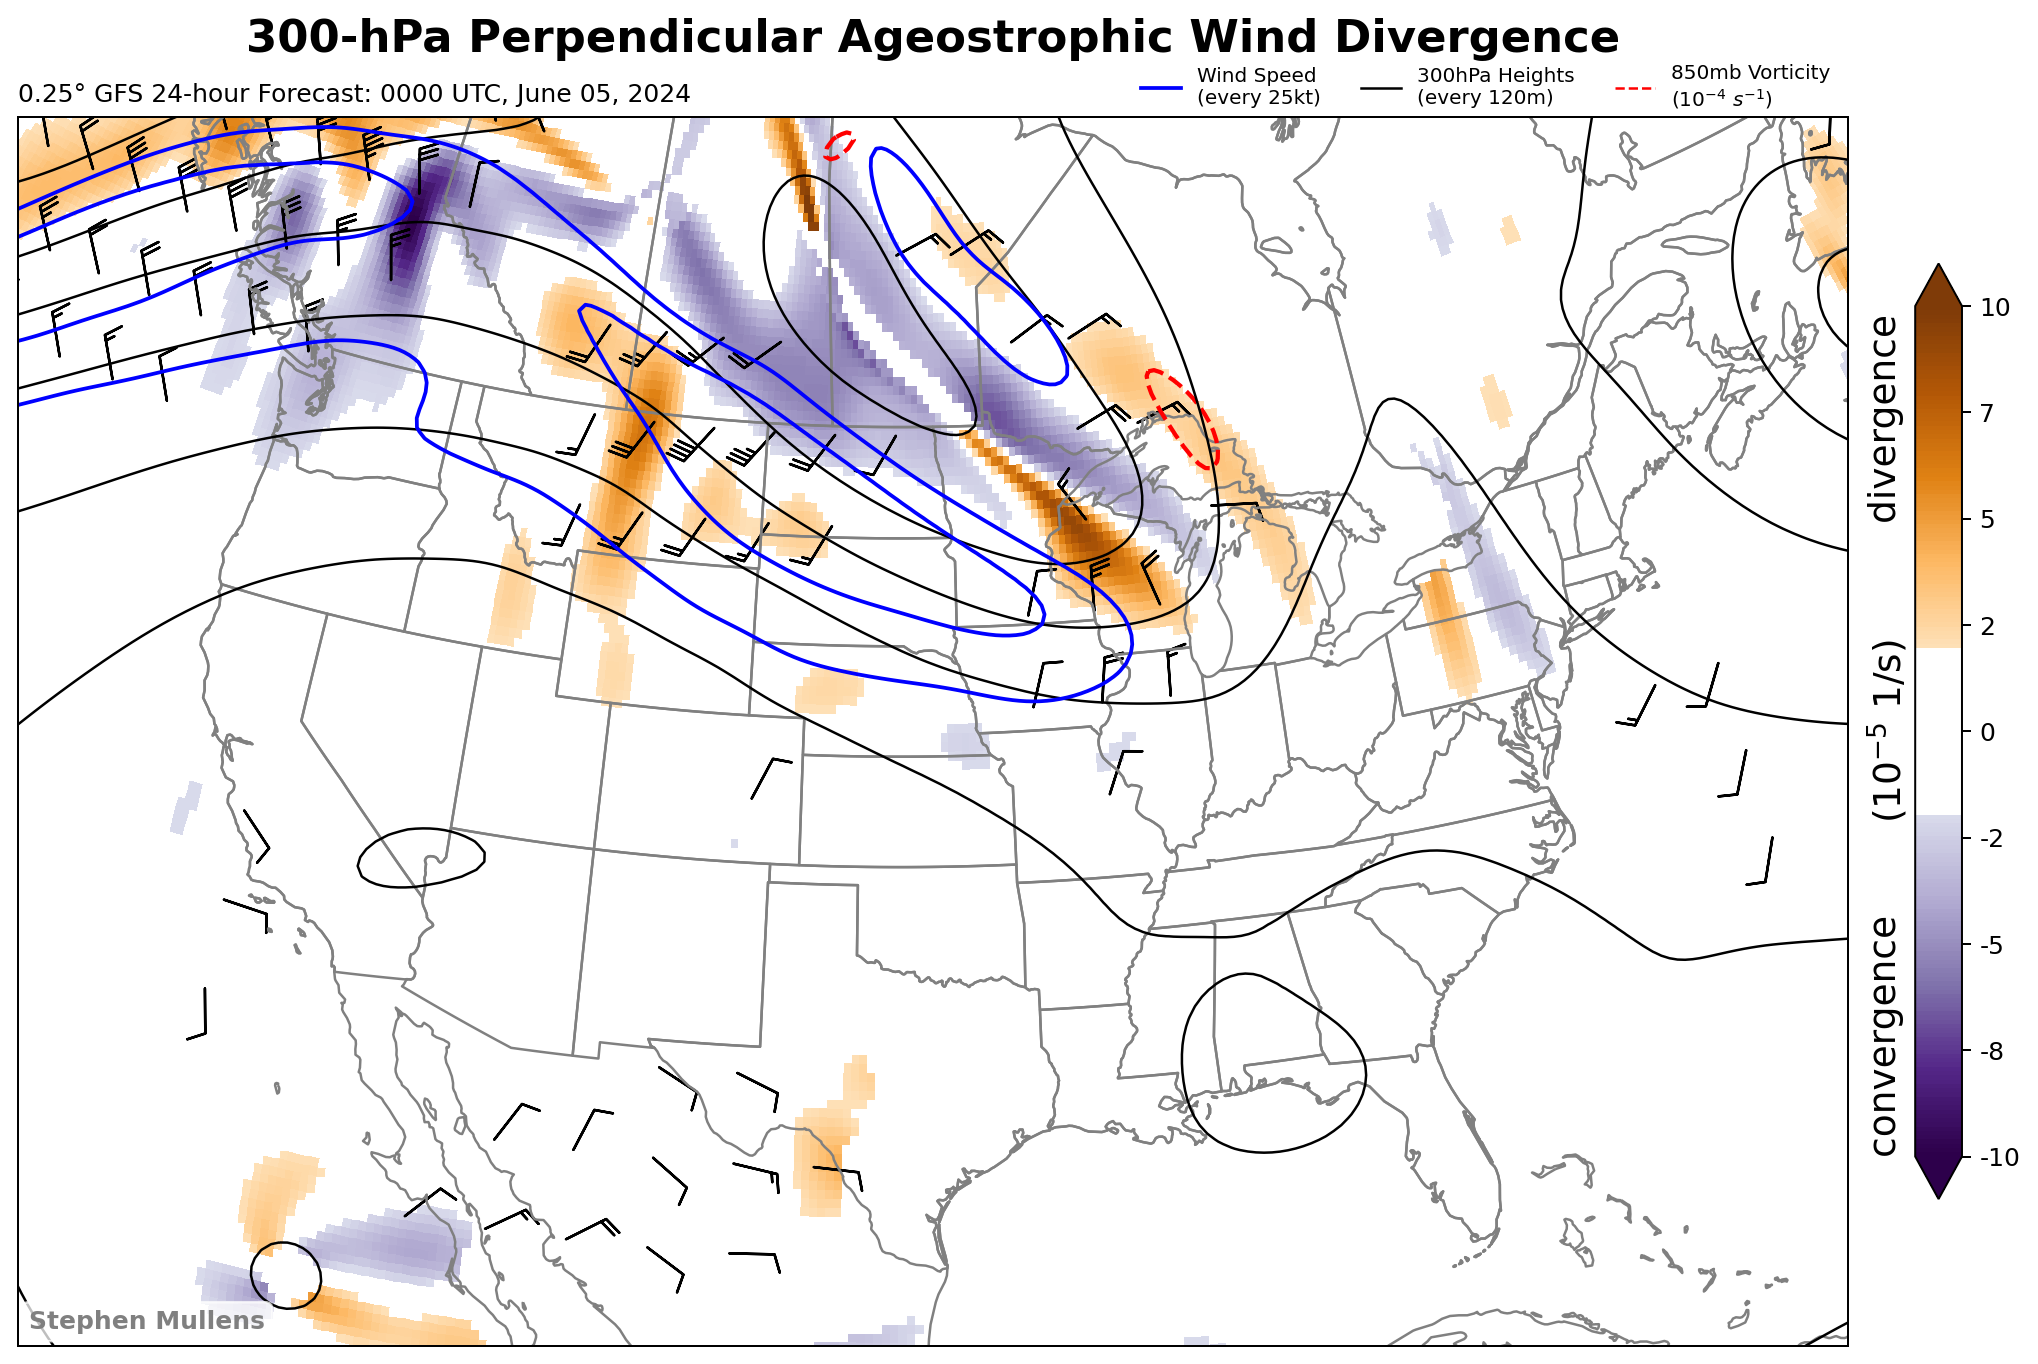 300-hPa Perpendicular Ageostrophic Wind Divergence
0.25° GFS 24-hour Forecast: 0000 UTC, June 05, 2024
Wind Speed
(every 25kt)
300hPa Heights
(every 120m)
850mb Vorticity
(10⁻⁴ s⁻¹)
10
7
5
2
0
-2
-5
-8
-10
convergence (10⁻⁵ 1/s) divergence
Stephen Mullens